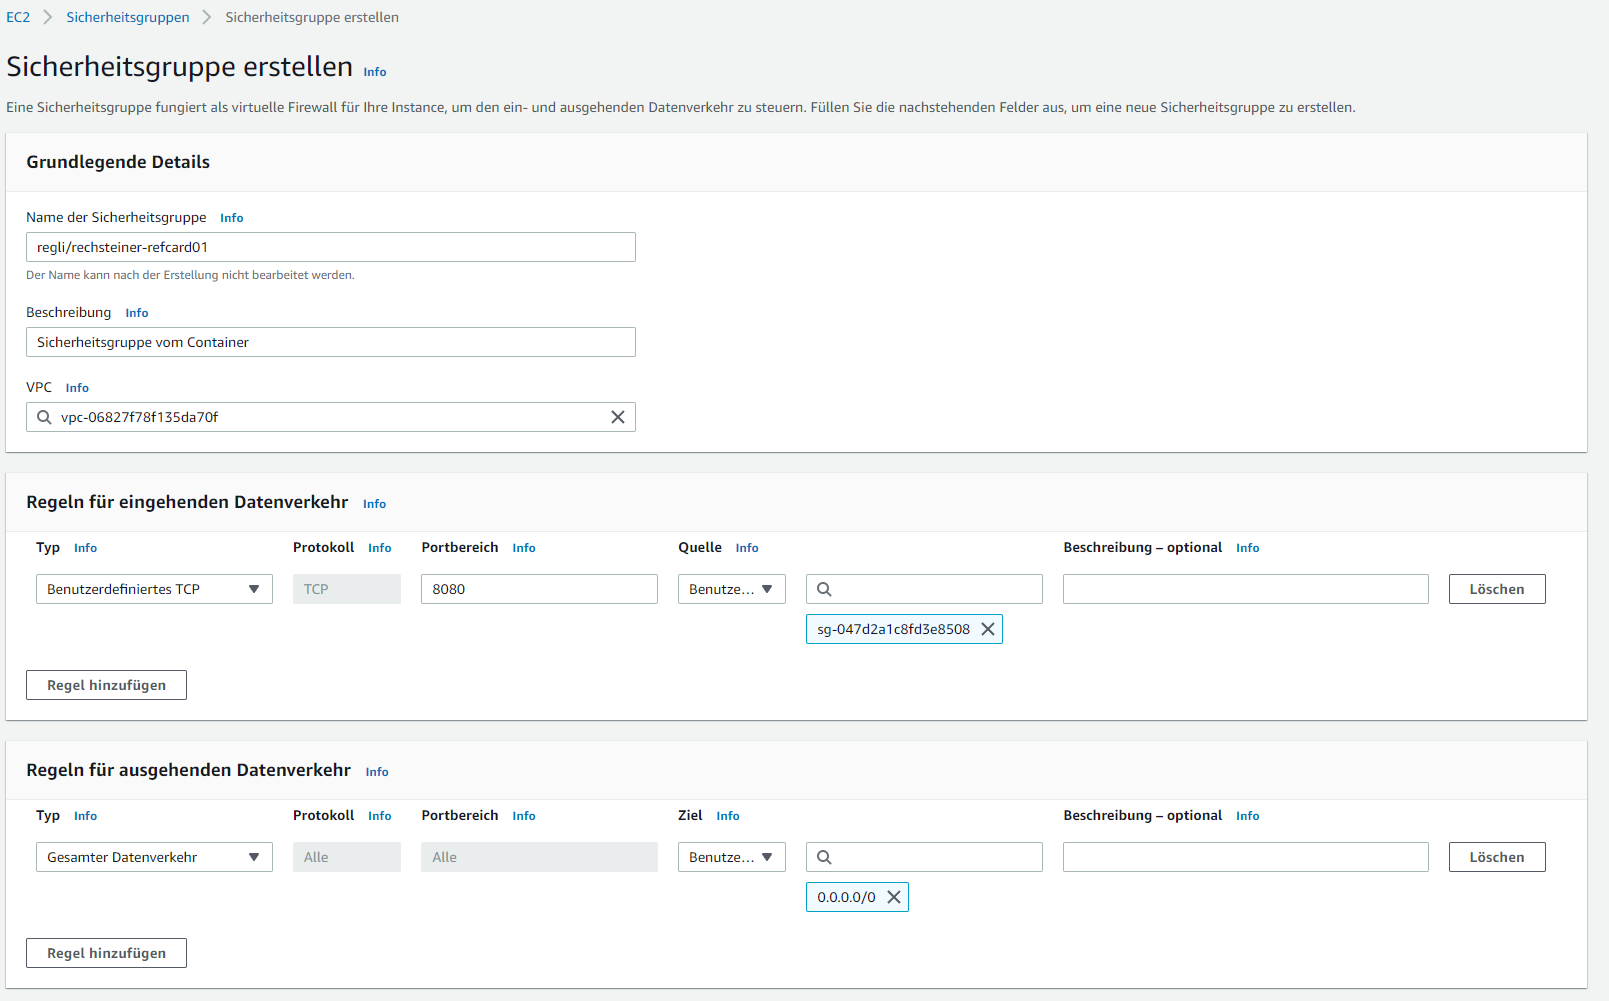 EC2 Sicherheitsgruppen Sicherheitsgruppe erstellen
Sicherheitsgruppe erstellen Info
Eine Sicherheitsgruppe fungiert als virtuelle Firewall für Ihre Instance, um den ein- und ausgehenden Datenverkehr zu steuern. Füllen Sie die nachstehenden Felder aus, um eine neue Sicherheitsgruppe zu erstellen.
Grundlegende Details
Name der Sicherheitsgruppe Info
regli/rechsteiner-refcard01
Der Name kann nach der Erstellung nicht bearbeitet werden.
Beschreibung Info
Sicherheitsgruppe vom Container
VPC Info
vpc-06827f78f135da70f
Regeln für eingehenden Datenverkehr Info
Typ Info Protokoll Info Portbereich Info Quelle Info Beschreibung – optional Info
Benutzerdefiniertes TCP TCP 8080 Benutze... Löschen
sg-047d2a1c8fd3e8508
Regel hinzufügen
Regeln für ausgehenden Datenverkehr Info
Typ Info Protokoll Info Portbereich Info Ziel Info Beschreibung – optional Info
Gesamter Datenverkehr Alle Alle Benutze... Löschen
0.0.0.0/0
Regel hinzufügen